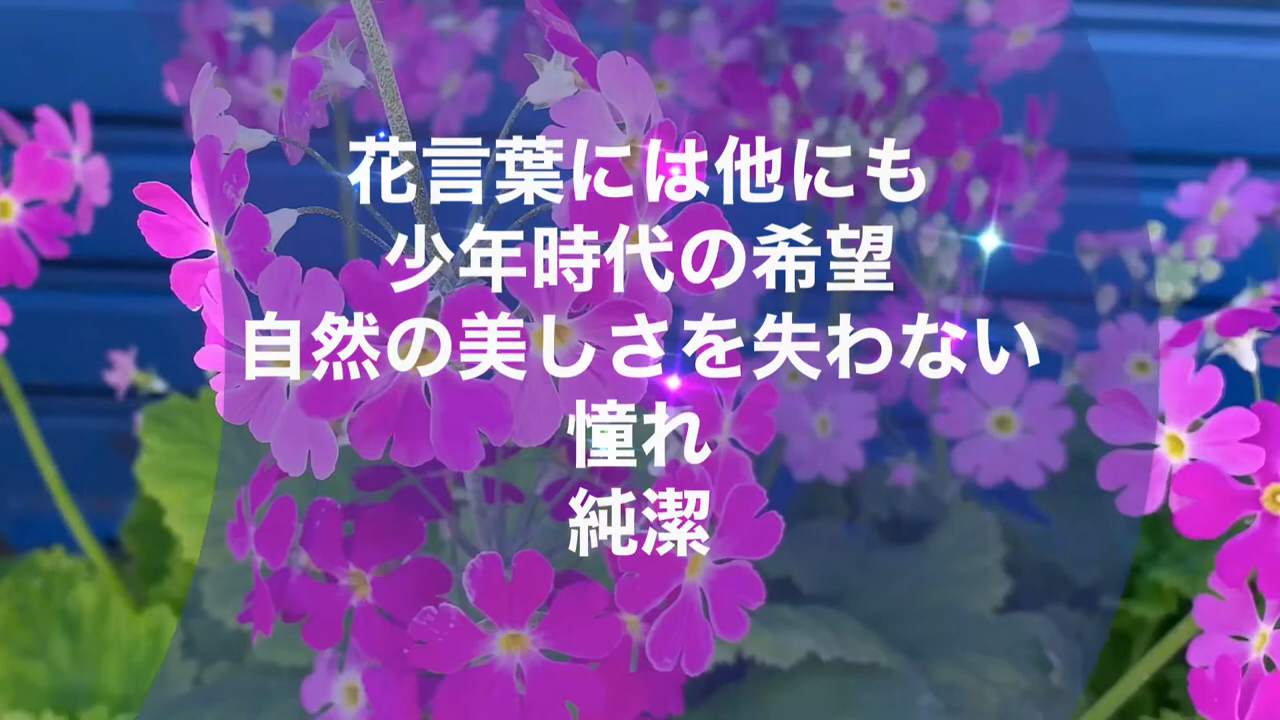 花言葉には他にも
少年時代の希望
自然の美しさを失わない
憧れ
純潔